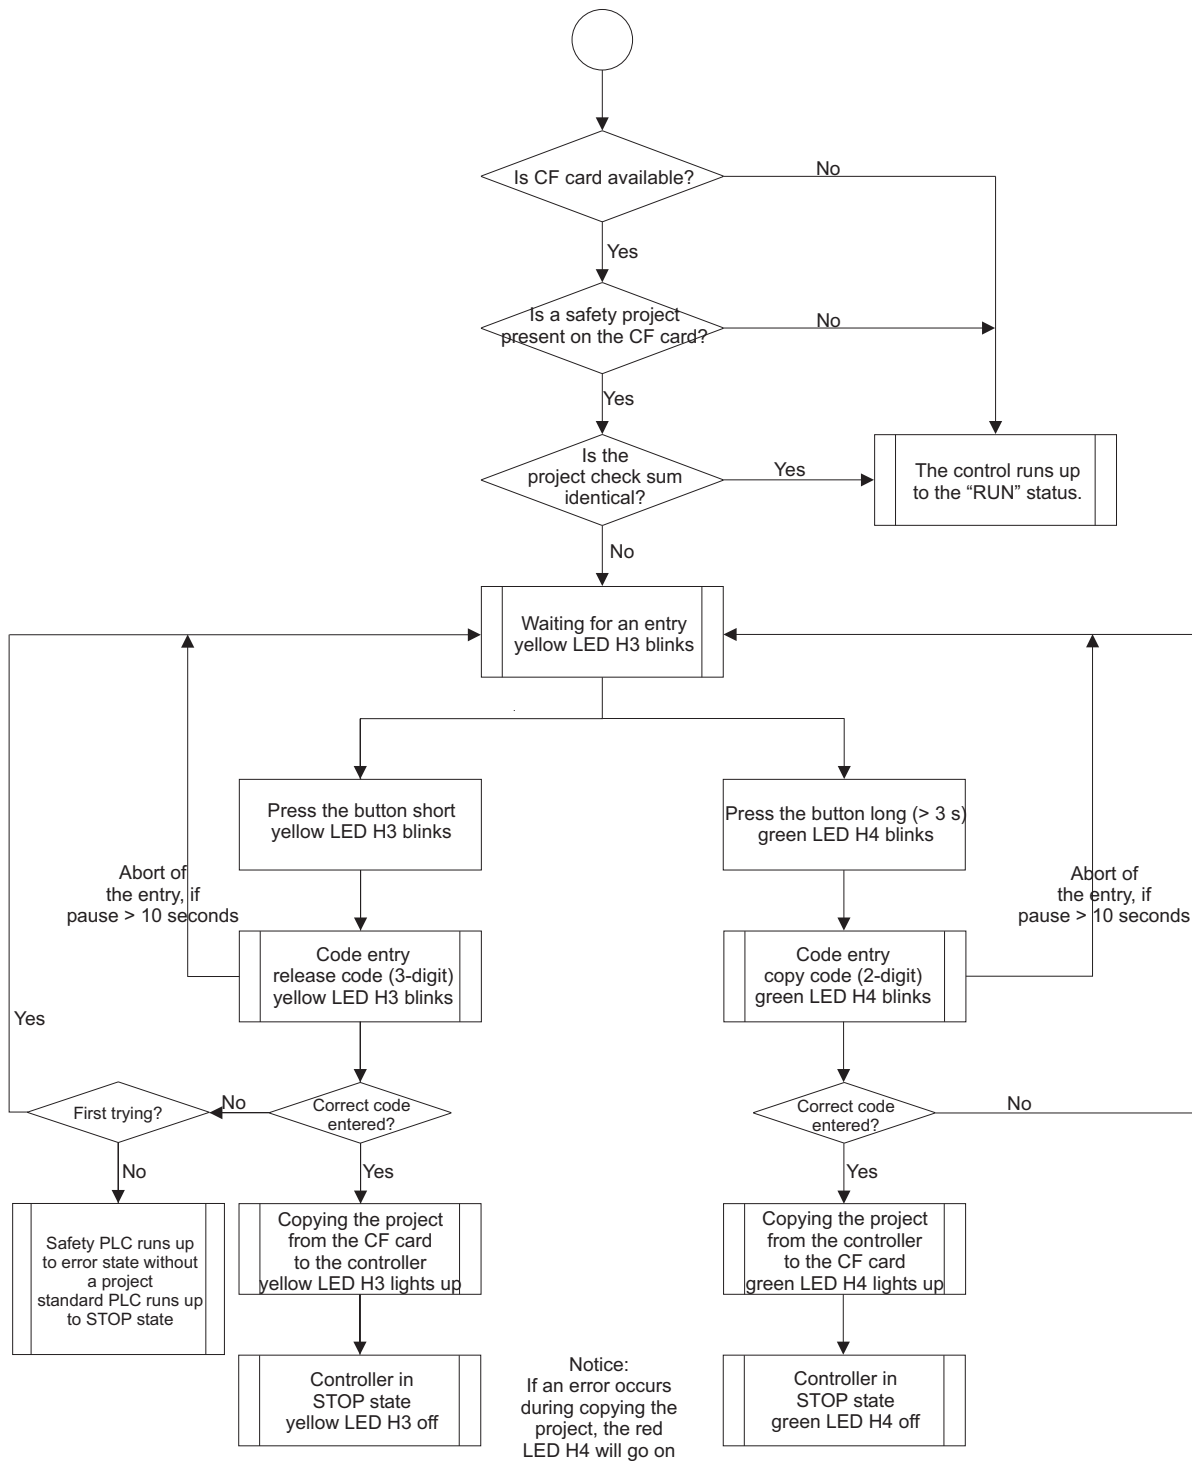 Is CF card available?
No
Yes
Is a safety project
present on the CF card?
No
Yes
Is the
project check sum
identical?
Yes
The control runs up
to the “RUN” status.
No
Waiting for an entry
yellow LED H3 blinks
Press the button short
yellow LED H3 blinks
Press the button long (> 3 s)
green LED H4 blinks
Abort of
the entry, if
pause > 10 seconds
Abort of
the entry, if
pause > 10 seconds
Code entry
release code (3-digit)
yellow LED H3 blinks
Code entry
copy code (2-digit)
green LED H4 blinks
Yes
First trying?
No
Correct code
entered?
Correct code
entered?
No
No
Yes
Yes
Safety PLC runs up
to error state without
a project
standard PLC runs up
to STOP state
Copying the project
from the CF card
to the controller
yellow LED H3 lights up
Copying the project
from the controller
to the CF card
green LED H4 lights up
Controller in
STOP state
yellow LED H3 off
Notice:
If an error occurs
during copying the
project, the red
LED H4 will go on
Controller in
STOP state
green LED H4 off